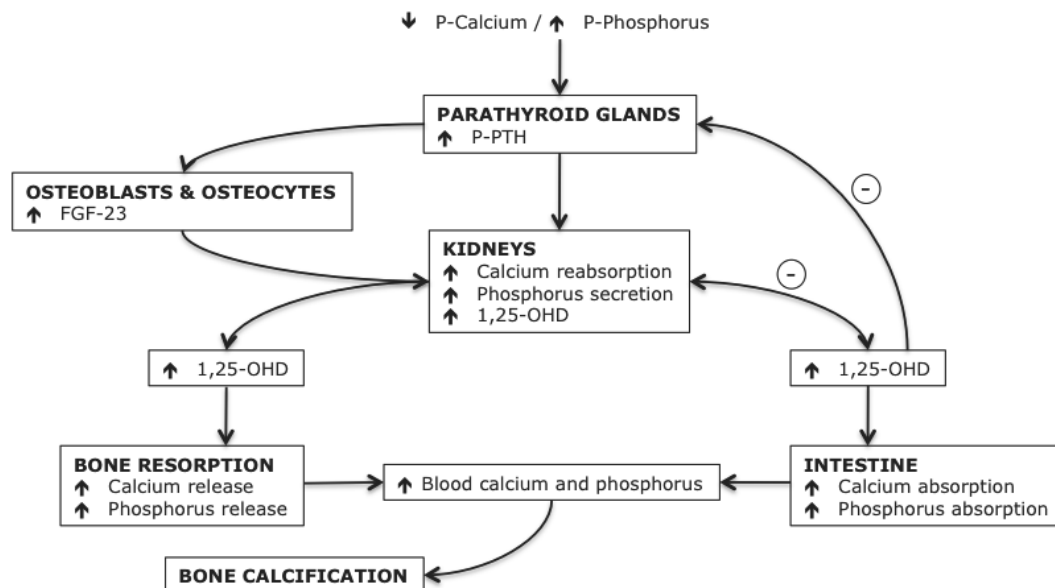 ↓ P-Calcium / ↑ P-Phosphorus
PARATHYROID GLANDS
↑ P-PTH
OSTEOBLASTS & OSTEOCYTES
↑ FGF-23
KIDNEYS
↑ Calcium reabsorption
↑ Phosphorus secretion
↑ 1,25-OHD
-
-
↑ 1,25-OHD
↑ 1,25-OHD
BONE RESORPTION
↑ Calcium release
↑ Phosphorus release
↑ Blood calcium and phosphorus
INTESTINE
↑ Calcium absorption
↑ Phosphorus absorption
BONE CALCIFICATION